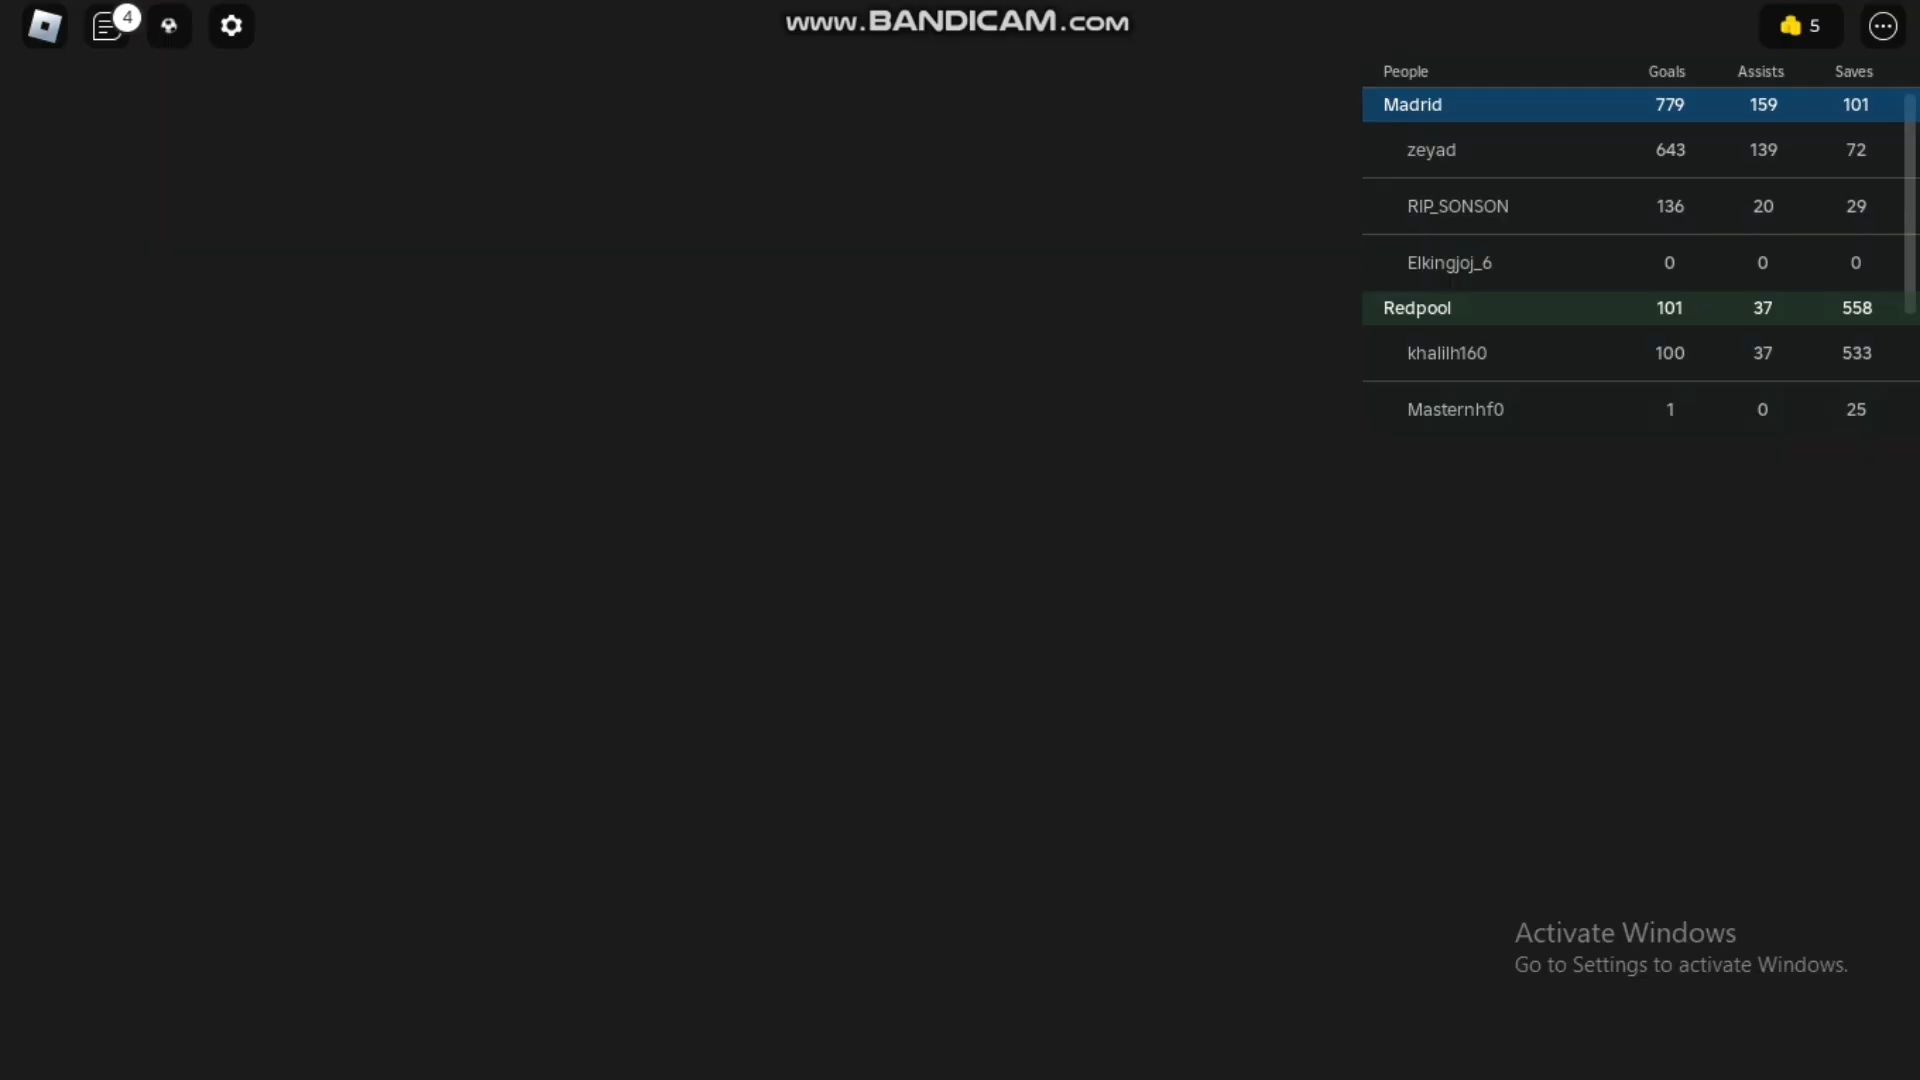 4
www.BANDICAM.com
5
People Goals Assists Saves
Madrid 779 159 101
zeyad 643 139 72
RIP_SONSON 136 20 29
Elkingjoj_6 0 0 0
Redpool 101 37 558
khalilh160 100 37 533
Masternhf0 1 0 25
Activate Windows
Go to Settings to activate Windows.